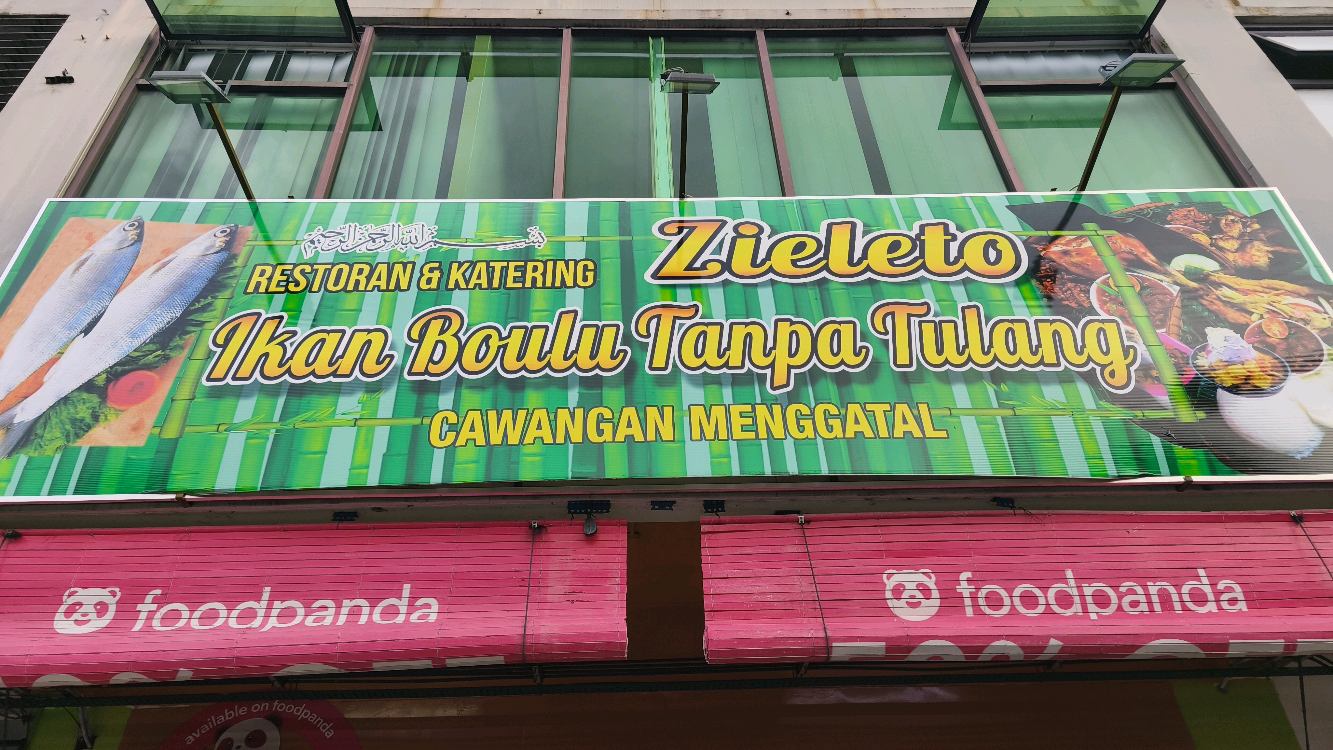 بسم الله الرحمن الرحيم
RESTORAN & KATERING
Zieleto
Ikan Boulu Tanpa Tulang
CAWANGAN MENGGATAL
foodpanda
foodpanda
available on foodpanda